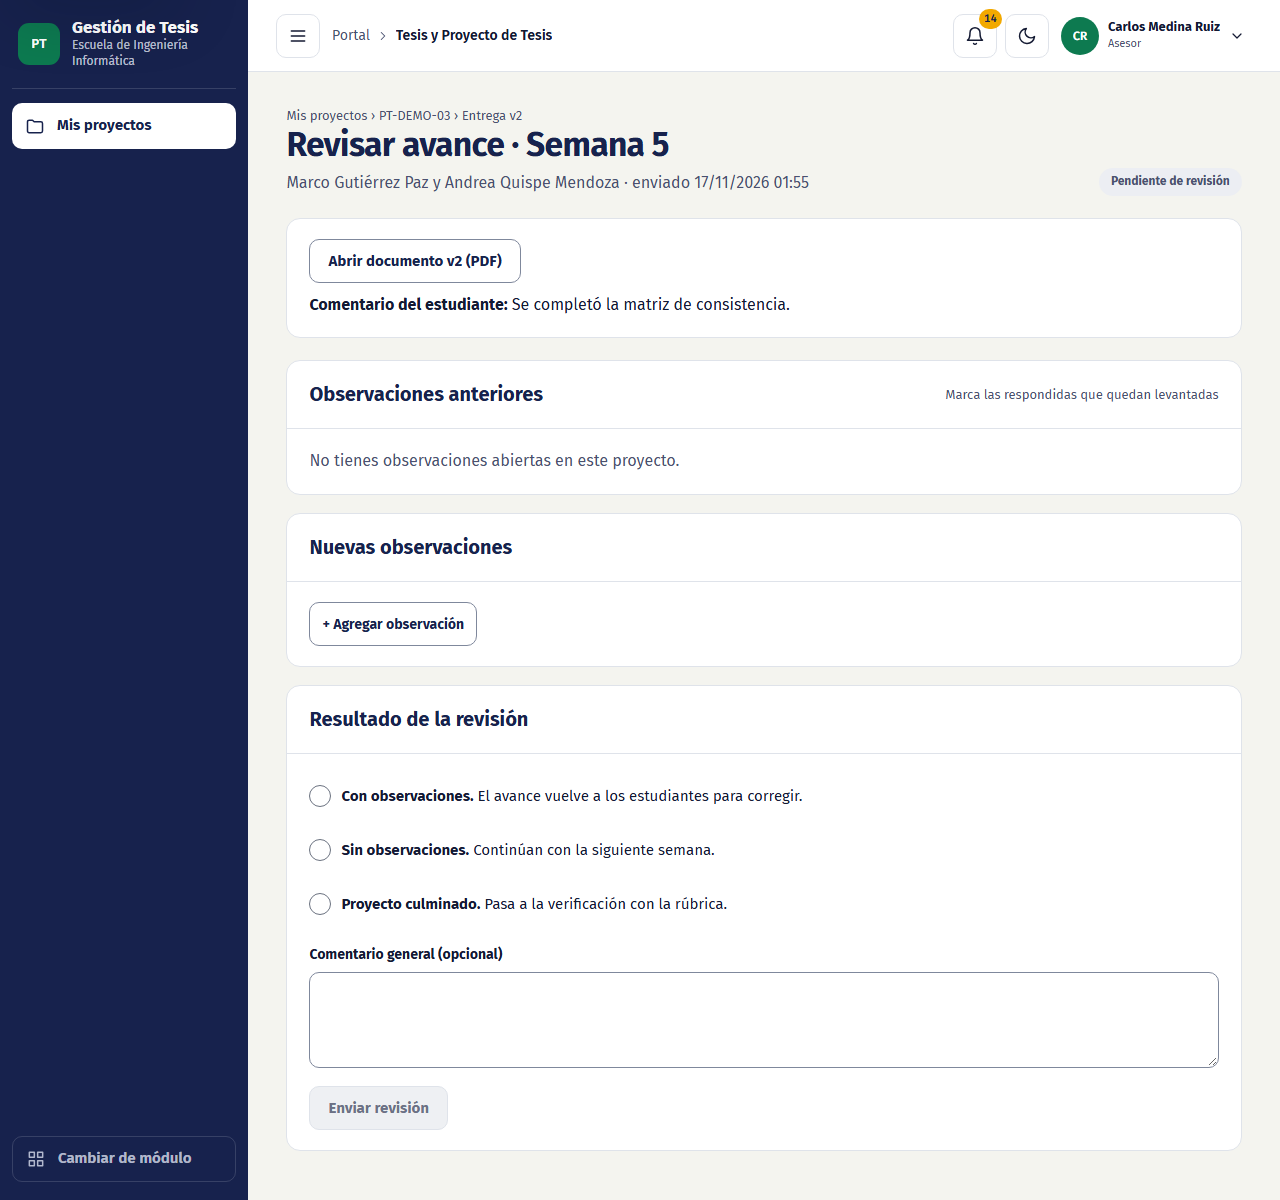 PT
Gestión de Tesis
Escuela de Ingeniería
Informática
Mis proyectos
Cambiar de módulo
Portal › Tesis y Proyecto de Tesis
14
CR
Carlos Medina Ruiz
Asesor
Mis proyectos › PT-DEMO-03 › Entrega v2
Revisar avance · Semana 5
Marco Gutiérrez Paz y Andrea Quispe Mendoza · enviado 17/11/2026 01:55
Pendiente de revisión
Abrir documento v2 (PDF)
Comentario del estudiante: Se completó la matriz de consistencia.
Observaciones anteriores
Marca las respondidas que quedan levantadas
No tienes observaciones abiertas en este proyecto.
Nuevas observaciones
+ Agregar observación
Resultado de la revisión
Con observaciones. El avance vuelve a los estudiantes para corregir.
Sin observaciones. Continúan con la siguiente semana.
Proyecto culminado. Pasa a la verificación con la rúbrica.
Comentario general (opcional)
Enviar revisión